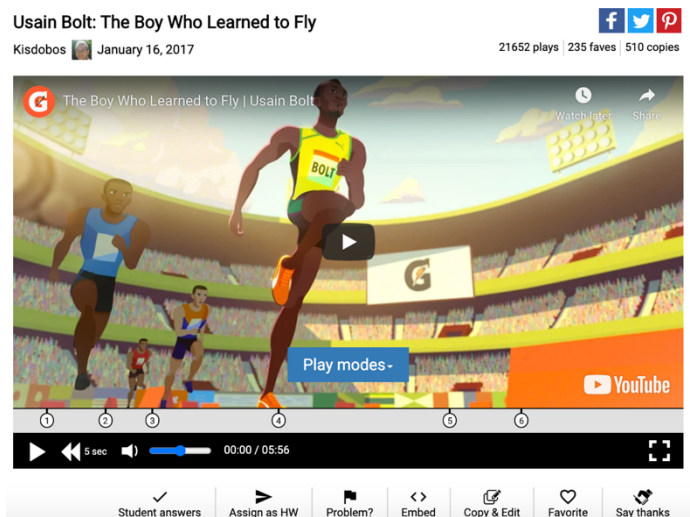 Usain Bolt: The Boy Who Learned to Fly
Kisdobos January 16, 2017
21652 plays 235 faves 510 copies
The Boy Who Learned to Fly | Usain Bolt
Watch later Share
BOLT
G
Play modes
YouTube
1 2 3 4 5 6
5 sec 00:00 / 05:56
Student answers Assign as HW Problem? Embed Copy & Edit Favorite Say thanks